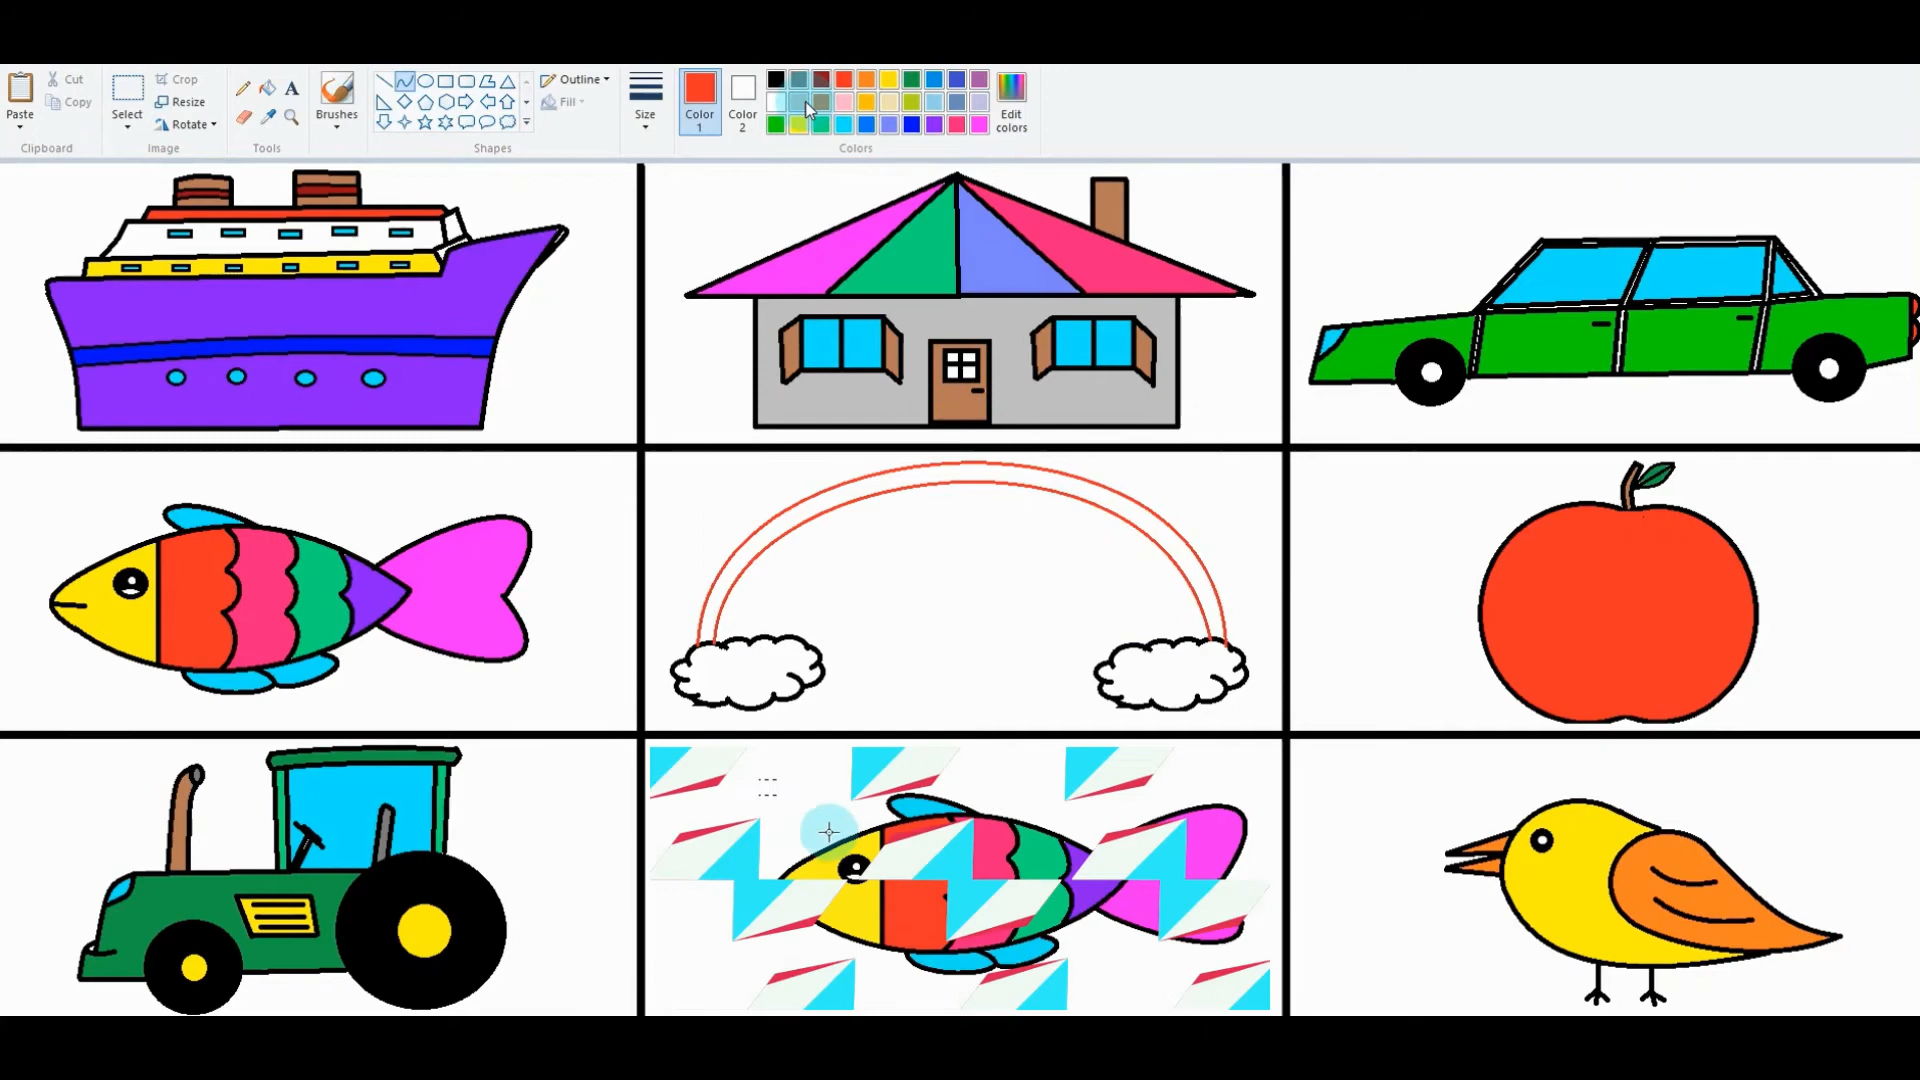 Cut
Copy
Paste
Clipboard
Select
Crop
Resize
Rotate
Image
A
Tools
Brushes
Shapes
Outline
Fill
Size
Color
1
Color
2
Edit
colors
Colors